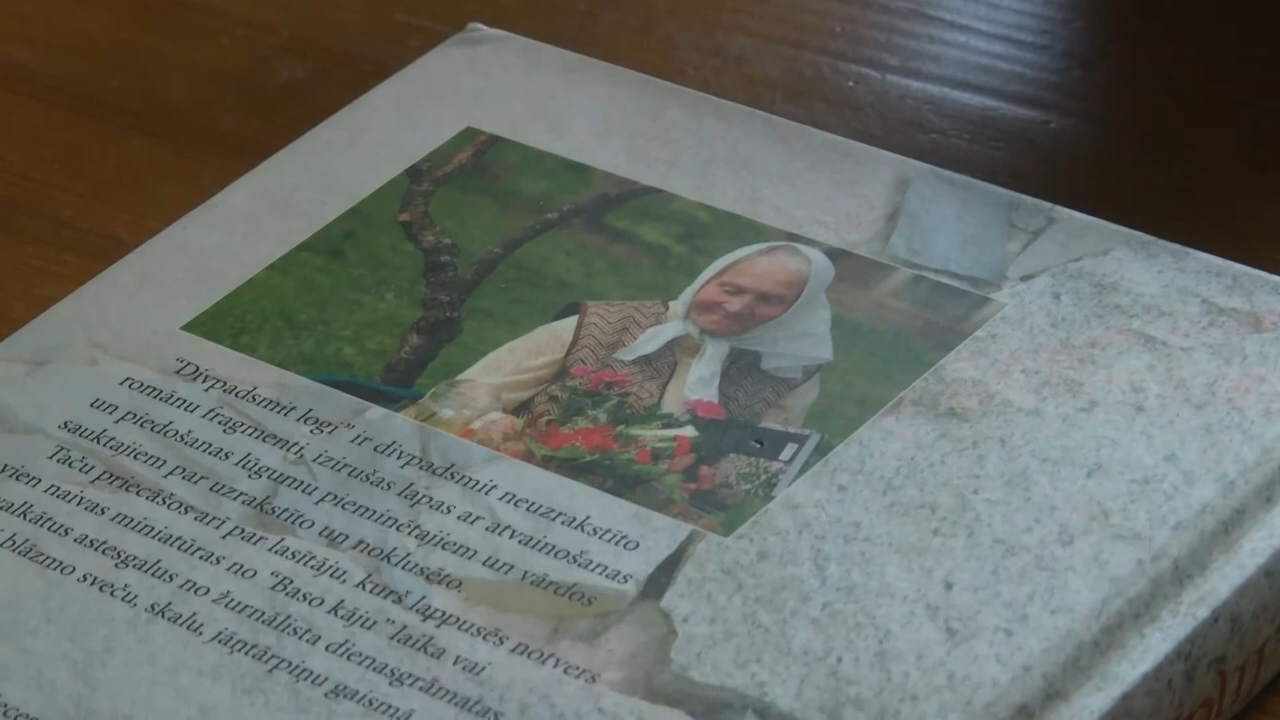 “Divpadsmit logi” ir divpadsmit neuzrakstīto
romānu fragmenti, izirušas lapas ar atvainošanas
un piedošanas lūgumu pieminētajiem un vārdos
sauktajiem par uzrakstīto un noklusēto.
Taču priecāšos arī par lasītāju, kurš lappusēs notvers
vien naivas miniatūras no “Baso kāju” laika vai
valkātus astesgalus no žurnālista dienasgrāmatas
blāzmo sveču, skalu, jāņtārpiņu gaismā